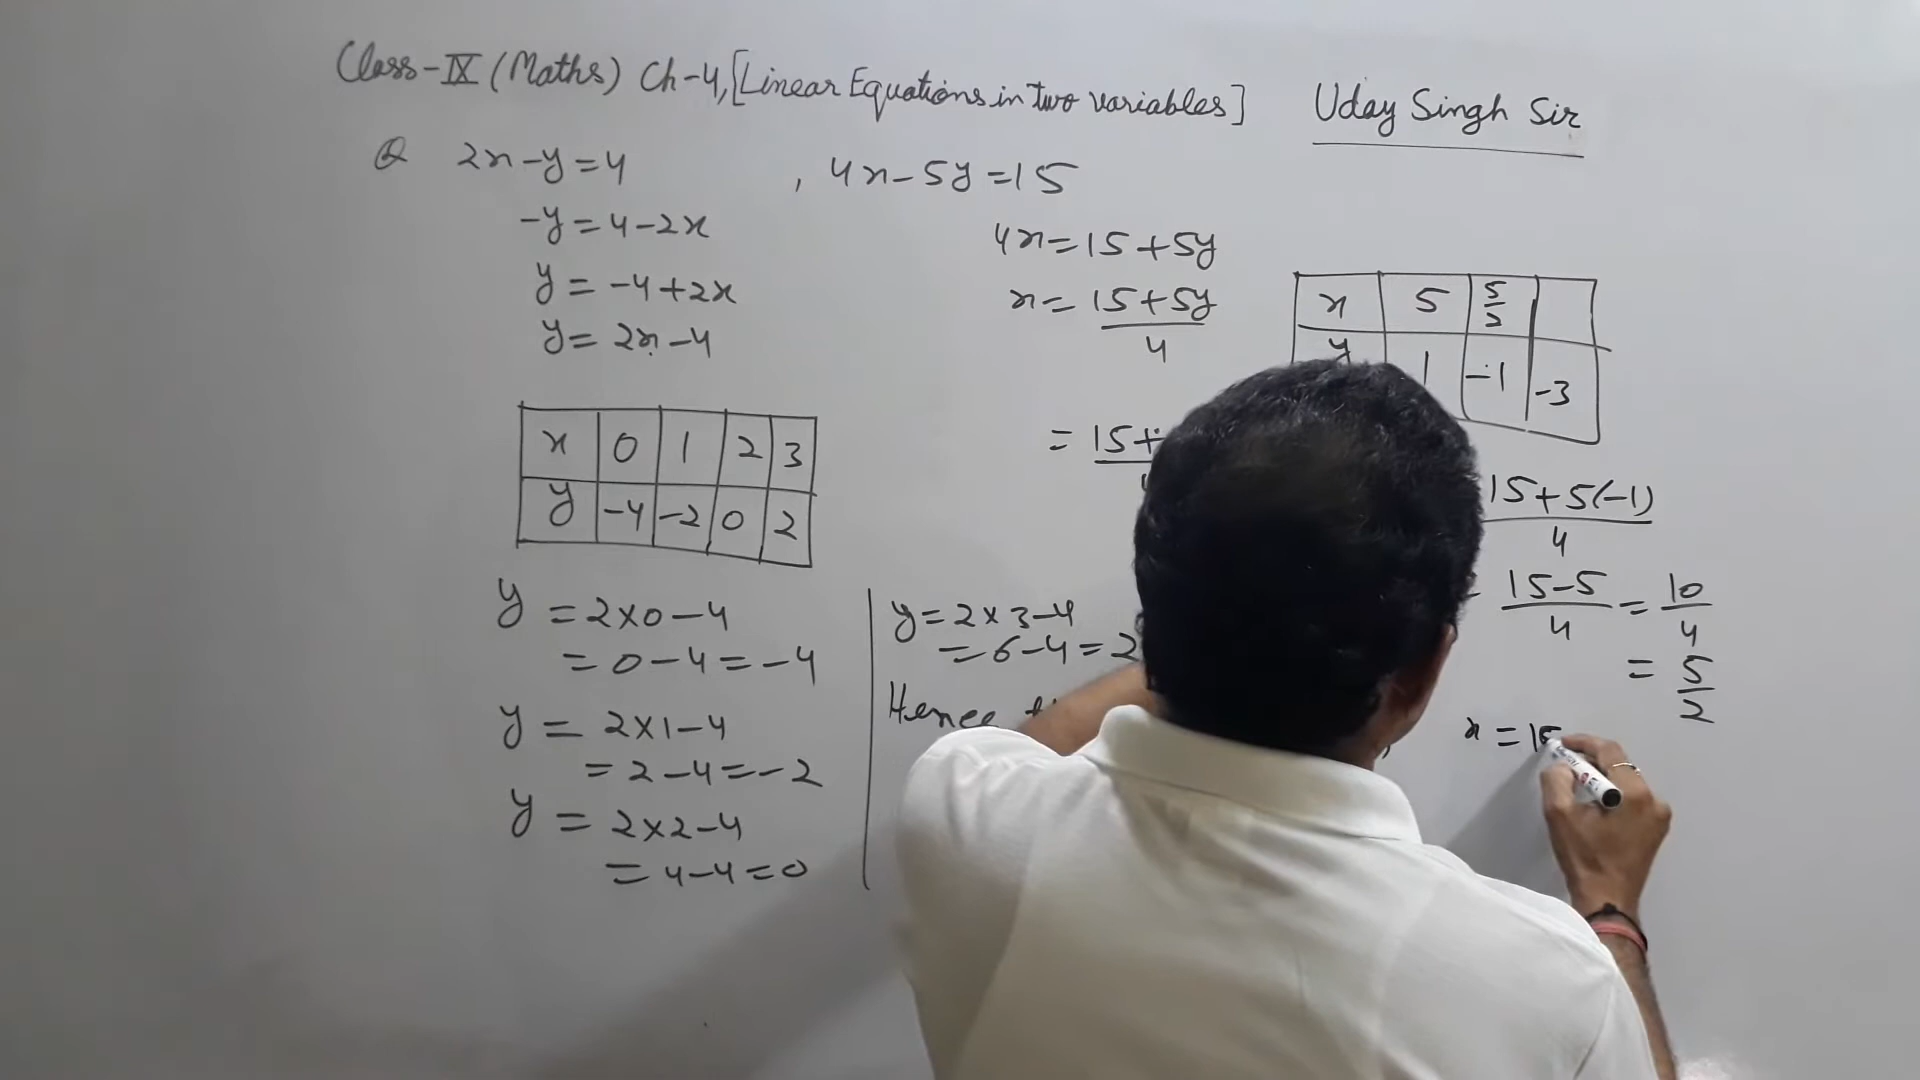 Class-IX (Maths) Ch-4, [Linear Equations in two variables]
Uday Singh Sir
Q 2x-y=4 , 4x-5y=15
-y=4-2x
y=-4+2x
y=2x-4
x 0 1 2 3
y -4 -2 0 2
y=2×0-4
=0-4=-4
y=2×1-4
=2-4=-2
y=2×2-4
=4-4=0
y=2×3-4
=6-4=2
Hence
4x=15+5y
x=15+5y
4
=15+
x 5 5/2
y 1 -1 -3
15+5(-1)
4
15-5/4 = 10/4
= 5/2
x=15